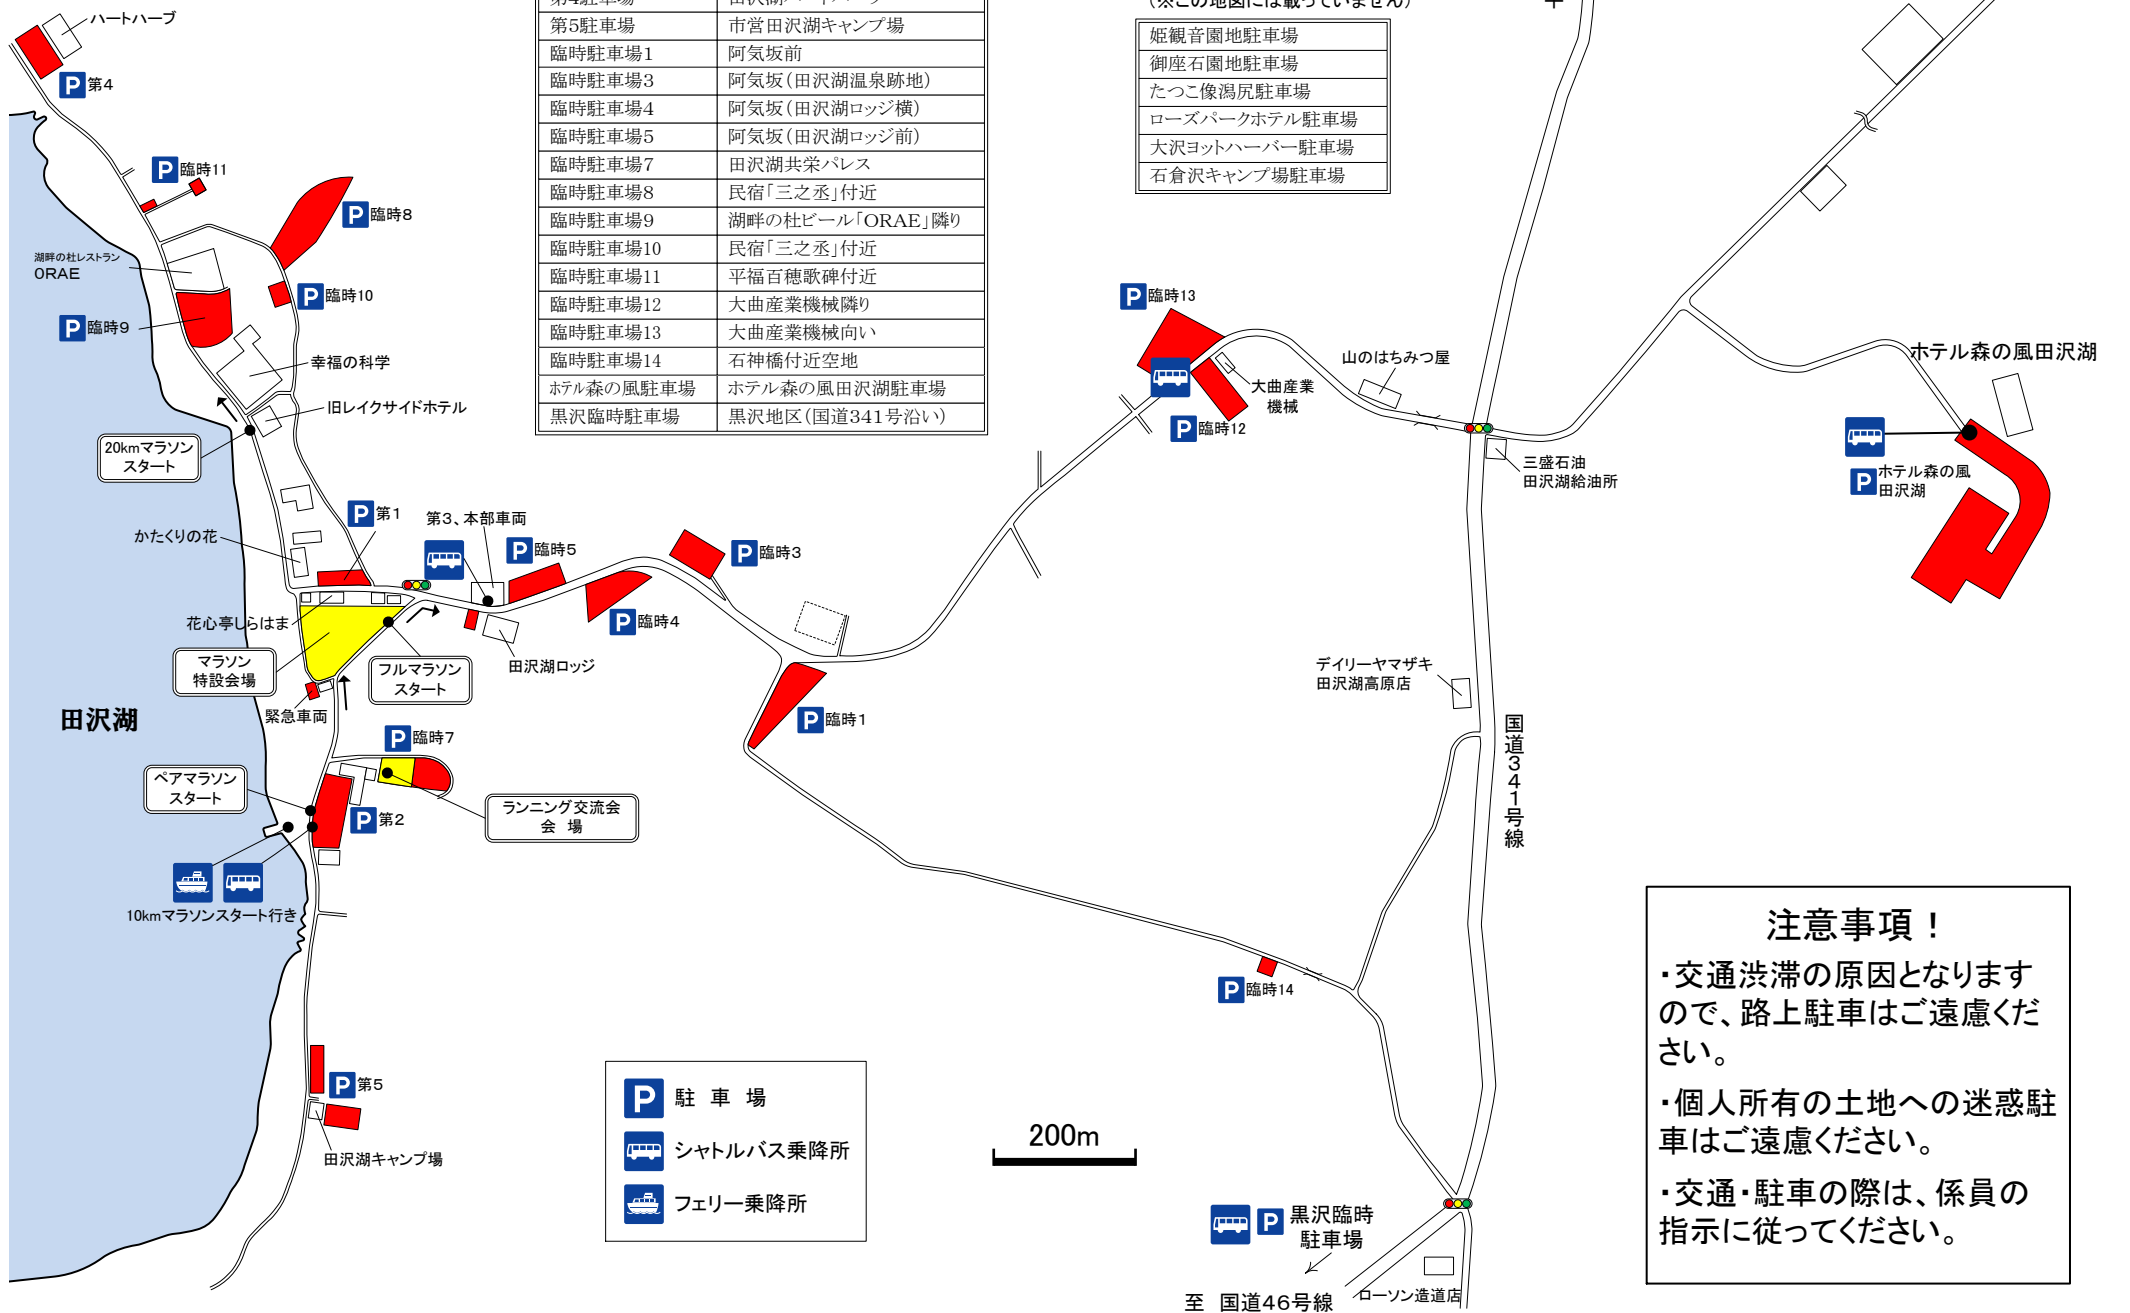 第5駐車場 市営田沢湖キャンプ場
臨時駐車場1 阿気坂前
臨時駐車場3 阿気坂(田沢湖温泉跡地)
臨時駐車場4 阿気坂(田沢湖ロッジ横)
臨時駐車場5 阿気坂(田沢湖ロッジ前)
臨時駐車場7 田沢湖共栄パレス
臨時駐車場8 民宿「三之丞」付近
臨時駐車場9 湖畔の杜ビール「ORAE」隣り
臨時駐車場10 民宿「三之丞」付近
臨時駐車場11 平福百穂歌碑付近
臨時駐車場12 大曲産業機械隣り
臨時駐車場13 大曲産業機械向い
臨時駐車場14 石神橋付近空地
ホテル森の風駐車場 ホテル森の風田沢湖駐車場
黒沢臨時駐車場 黒沢地区(国道341号沿い)
(※この地図には載っていません)
姫観音園地駐車場
御座石園地駐車場
たつこ像潟尻駐車場
ローズパークホテル駐車場
大沢ヨットハーバー駐車場
石倉沢キャンプ場駐車場
ハートハーブ
P 第4
P 臨時11
P 臨時8
湖畔の杜レストラン
ORAE
P 臨時10
P 臨時9
幸福の科学
旧レイクサイドホテル
20kmマラソン
スタート
P 第1
かたくりの花
第3、本部車両
P 臨時5
P 臨時3
P 臨時4
花心亭しらはま
マラソン
特設会場
フルマラソン
スタート
田沢湖ロッジ
緊急車両
田沢湖
P 臨時7
P 臨時1
ペアマラソン
スタート
P 第2
ランニング交流会
会 場
10kmマラソンスタート行き
P 第5
田沢湖キャンプ場
P 臨時13
大曲産業
機械
P 臨時12
山のはちみつ屋
三盛石油
田沢湖給油所
ホテル森の風田沢湖
P ホテル森の風
田沢湖
デイリーヤマザキ
田沢湖高原店
国道341号線
P 臨時14
P 駐 車 場
シャトルバス乗降所
フェリー乗降所
200m
P 黒沢臨時
駐車場
至 国道46号線
ローソン造道店
注意事項！
・交通渋滞の原因となります
ので、路上駐車はご遠慮くだ
さい。
・個人所有の土地への迷惑駐
車はご遠慮ください。
・交通・駐車の際は、係員の
指示に従ってください。